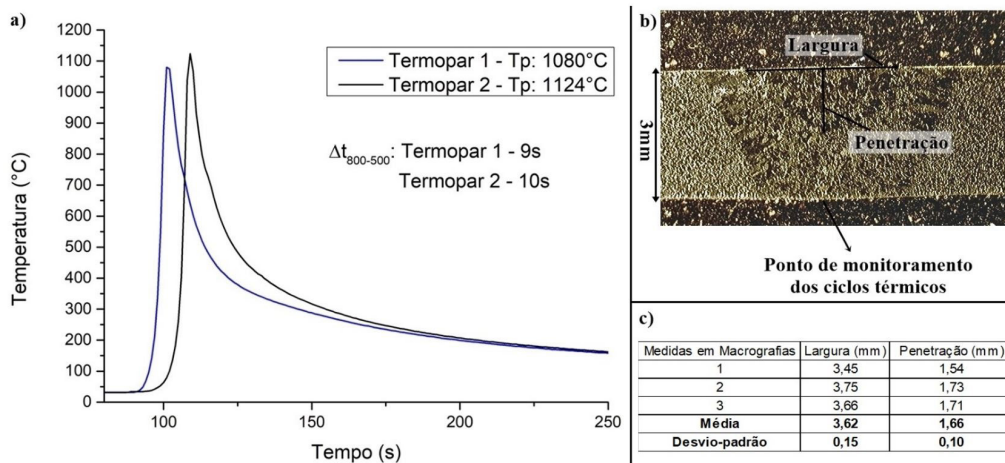 a)
1200
1100
1000
900
800
700
600
500
400
300
200
100
0
100
150
200
250
Temperatura (°C)
Tempo (s)
Termopar 1 - Tp: 1080°C
Termopar 2 - Tp: 1124°C
Δt800-500: Termopar 1 - 9s
Termopar 2 - 10s
b)
Largura
3mm
Penetração
Ponto de monitoramento
dos ciclos térmicos
c)
Medidas em Macrografias Largura (mm) Penetração (mm)
1 3,45 1,54
2 3,75 1,73
3 3,66 1,71
Média 3,62 1,66
Desvio-padrão 0,15 0,10